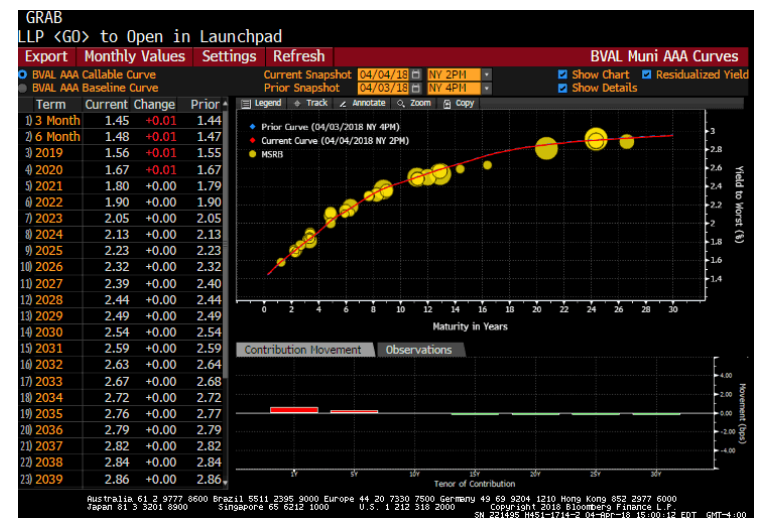 GRAB
LLP <GO> to Open in Launchpad
Export Monthly Values Settings Refresh BVAL Muni AAA Curves
BVAL AAA Callable Curve Current Snapshot 04/04/18 NY 2PM Show Chart Residualized Yield
BVAL AAA Baseline Curve Prior Snapshot 04/03/18 NY 4PM Show Details
Term Current Change Prior Legend Track Annotate Zoom Copy
1) 3 Month 1.45 +0.01 1.44
2) 6 Month 1.48 +0.01 1.47
3) 2019 1.56 +0.01 1.55
4) 2020 1.67 +0.01 1.67
5) 2021 1.80 +0.00 1.79
6) 2022 1.90 +0.00 1.90
7) 2023 2.05 +0.00 2.05
8) 2024 2.13 +0.00 2.13
9) 2025 2.23 +0.00 2.23
10) 2026 2.32 +0.00 2.32
11) 2027 2.39 +0.00 2.40
12) 2028 2.44 +0.00 2.44
13) 2029 2.49 +0.00 2.49
14) 2030 2.54 +0.00 2.54
15) 2031 2.59 +0.00 2.59
16) 2032 2.63 +0.00 2.64
17) 2033 2.67 +0.00 2.68
18) 2034 2.72 +0.00 2.72
19) 2035 2.76 +0.00 2.77
20) 2036 2.79 +0.00 2.79
21) 2037 2.82 +0.00 2.82
22) 2038 2.84 +0.00 2.84
23) 2039 2.86 +0.00 2.86
Prior Curve (04/03/2018 NY 4PM)
Current Curve (04/04/2018 NY 2PM)
MSRB
3
2.8
2.6
2.4
2.2
2
1.8
1.6
1.4
Yield to Worst (%)
0 2 4 6 8 10 12 14 16 18 20 22 24 26 28 30
Maturity in Years
Contribution Movement Observations
4.00
2.00
0.00
-2.00
-4.00
Movement (bps)
1Y 5Y 10Y 15Y 20Y 25Y 30Y
Tenor of Contribution
Australia 61 2 9777 8600 Brazil 5511 2395 9000 Europe 44 20 7330 7500 Germany 49 69 9204 1210 Hong Kong 852 2977 6000
Japan 81 3 3201 8900 Singapore 65 6212 1000 U.S. 1 212 318 2000 Copyright 2018 Bloomberg Finance L.P.
SN 221495 H451-1714-2 04-Apr-18 15:00:12 EDT GMT-4:00